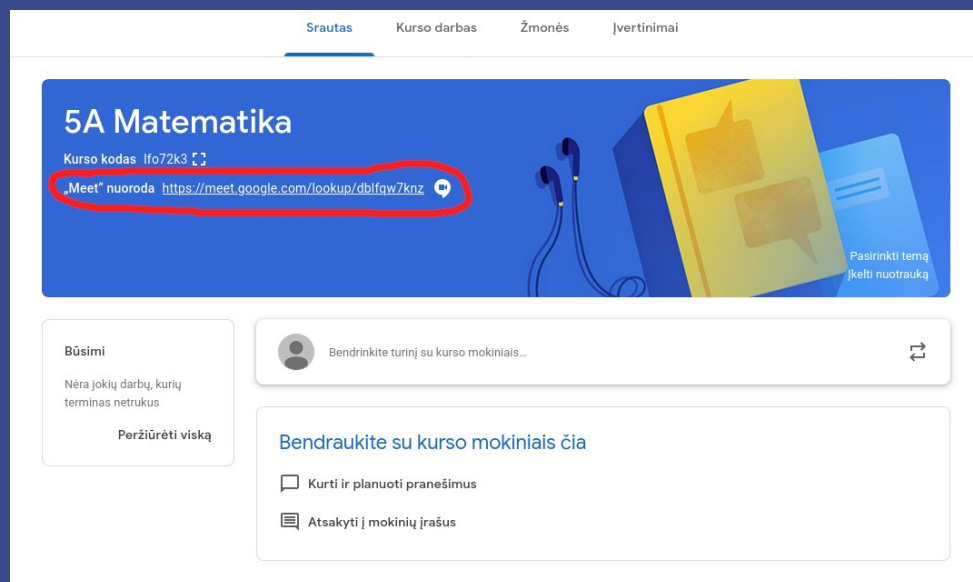 Srautas Kurso darbas Žmonės Įvertinimai
5A Matematika
Kurso kodas lfo72k3
„Meet” nuoroda https://meet.google.com/lookup/dblfqw7knz
Pasirinkti temą
Įkelti nuotrauką
Būsimi
Nėra jokių darbų, kurių
terminas netrukus
Peržiūrėti viską
Bendrinkite turinį su kurso mokiniais…
Bendraukite su kurso mokiniais čia
Kurti ir planuoti pranešimus
Atsakyti į mokinių įrašus